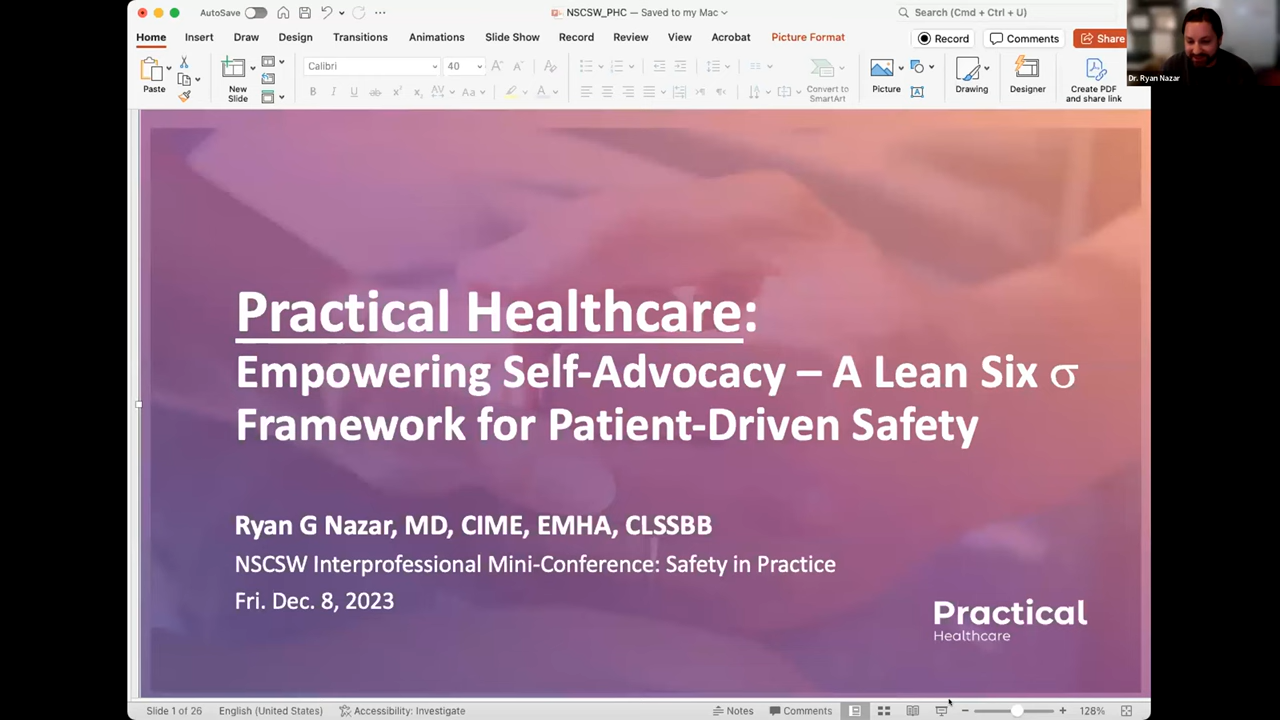 AutoSave
NSCSW_PHC — Saved to my Mac
Search (Cmd + Ctrl + U)
Home Insert Draw Design Transitions Animations Slide Show Record Review View Acrobat Picture Format
Record Comments Share
Paste
New
Slide
Calibri 40
Convert to
SmartArt
Picture
Drawing
Designer
Create PDF
and share link
Dr. Ryan Nazar
Practical Healthcare:
Empowering Self-Advocacy – A Lean Six σ
Framework for Patient-Driven Safety
Ryan G Nazar, MD, CIME, EMHA, CLSSBB
NSCSW Interprofessional Mini-Conference: Safety in Practice
Fri. Dec. 8, 2023
Practical
Healthcare
Slide 1 of 26 English (United States) Accessibility: Investigate Notes Comments 128%